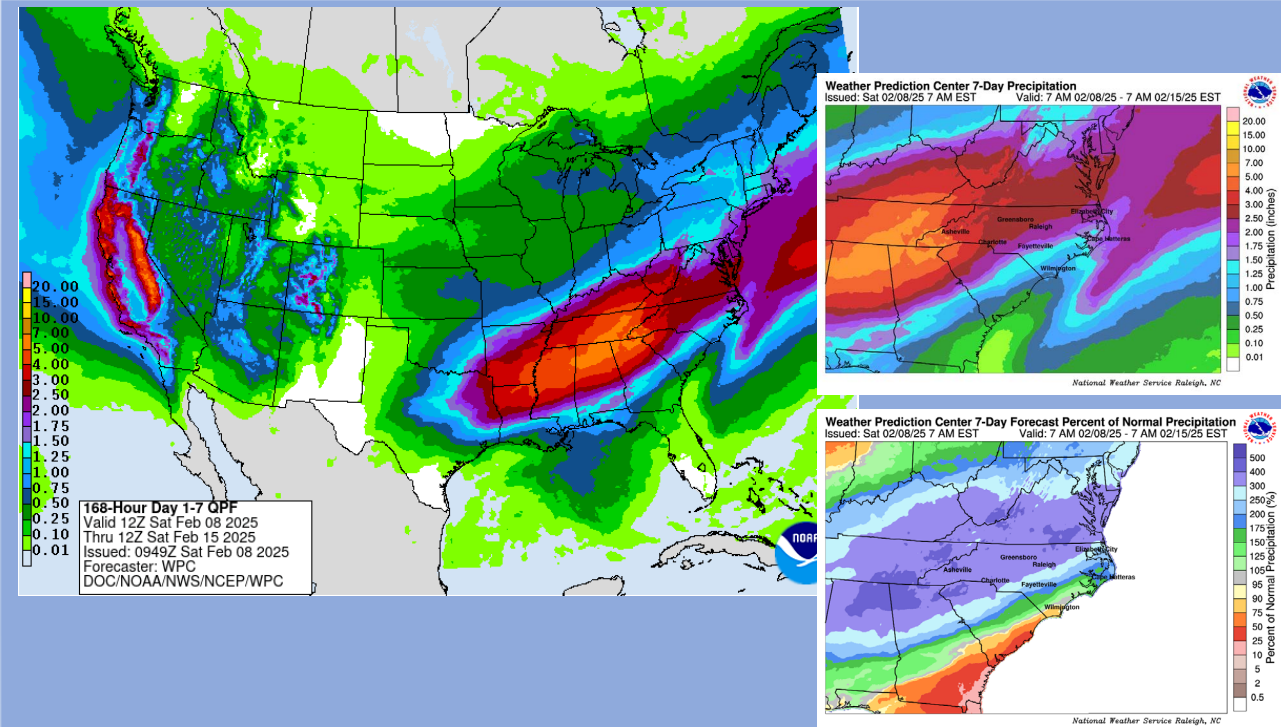 20.00
15.00
10.00
7.00
5.00
4.00
3.00
2.50
2.00
1.75
1.50
1.25
1.00
0.75
0.50
0.25
0.10
0.01
168-Hour Day 1-7 QPF
Valid 12Z Sat Feb 08 2025
Thru 12Z Sat Feb 15 2025
Issued: 0949Z Sat Feb 08 2025
Forecaster: WPC
DOC/NOAA/NWS/NCEP/WPC
Weather Prediction Center 7-Day Precipitation
Issued: Sat 02/08/25 7 AM EST Valid: 7 AM 02/08/25 - 7 AM 02/15/25 EST
Elizabeth City
Greensboro
Raleigh
Asheville
Charlotte
Fayetteville
Cape Hatteras
Wilmington
20.00
15.00
10.00
7.00
5.00
4.00
3.00
2.50
2.00
1.75
1.50
1.25
1.00
0.75
0.50
0.25
0.10
0.01
Precipitation (inches)
National Weather Service Raleigh, NC
Weather Prediction Center 7-Day Forecast Percent of Normal Precipitation
Issued: Sat 02/08/25 7 AM EST Valid: 7 AM 02/08/25 - 7 AM 02/15/25 EST
Elizabeth City
Greensboro
Raleigh
Asheville
Charlotte
Fayetteville
Cape Hatteras
Wilmington
500
400
300
250
200
175
150
125
105
95
90
75
50
25
10
5
2
0.5
Percent of Normal Precipitation (%)
National Weather Service Raleigh, NC